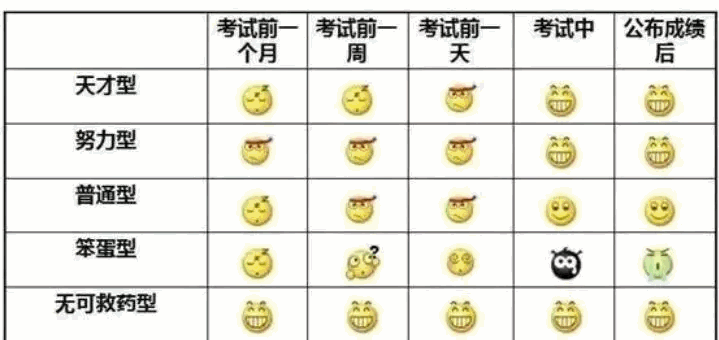 考试前一个月
考试前一周
考试前一天
考试中
公布成绩后
天才型
努力型
普通型
笨蛋型
无可救药型